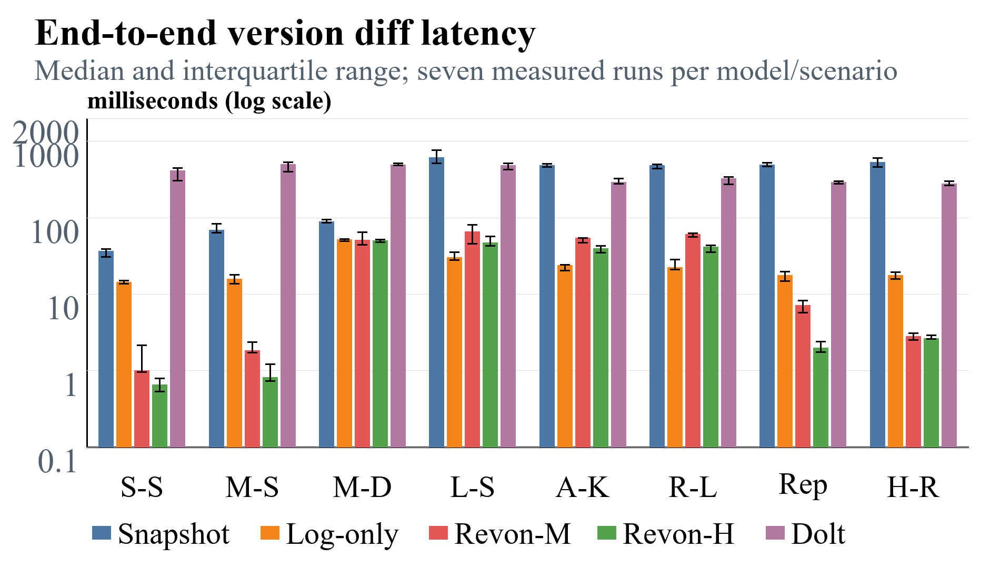 End-to-end version diff latency
Median and interquartile range; seven measured runs per model/scenario
milliseconds (log scale)
2000
1000
100
10
1
0.1
S-S M-S M-D L-S A-K R-L Rep H-R
Snapshot Log-only Revon-M Revon-H Dolt